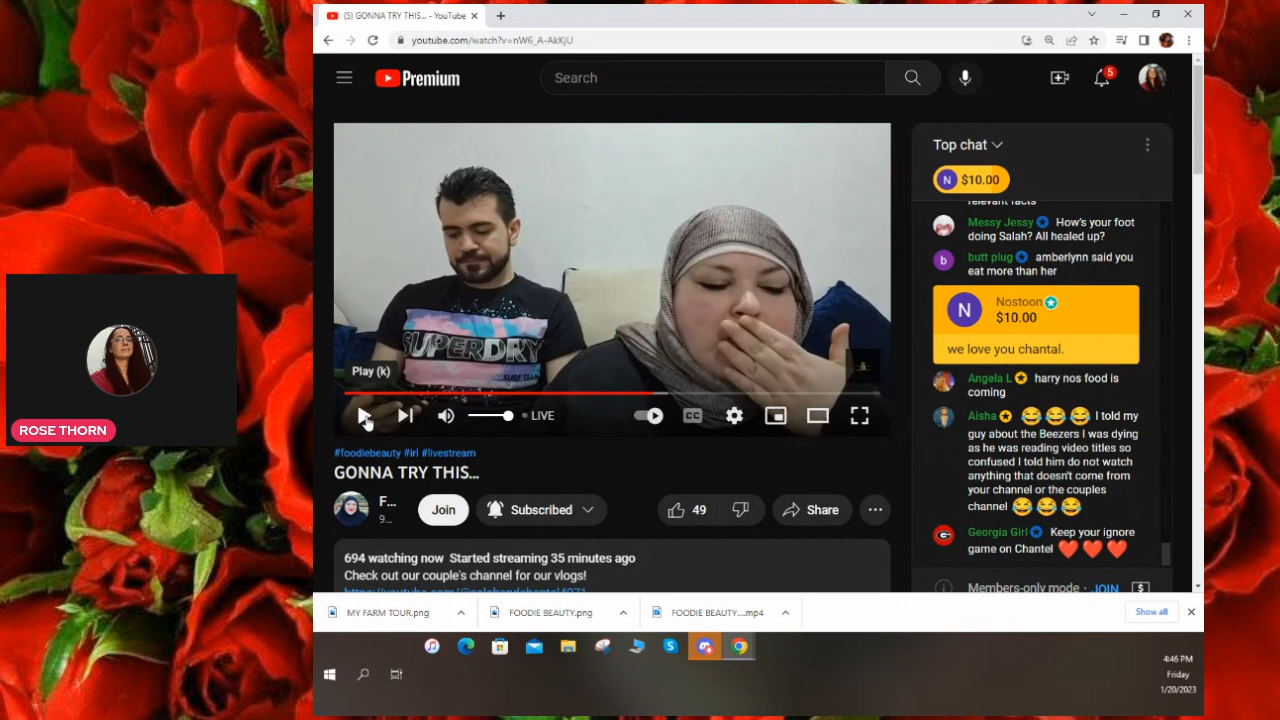 (5) GONNA TRY THIS... - YouTube
youtube.com/watch?v=nW6_A-AkKjU
Premium
Search
5
SUPERDRY
SURF TEAM
Play (k)
LIVE
CC
#foodiebeauty #irl #livestream
GONNA TRY THIS...
F...
9...
Join
Subscribed
49
Share
694 watching now Started streaming 35 minutes ago
Check out our couple's channel for our vlogs!
Top chat
N $10.00
relevant facts
Messy Jessy How's your foot
doing Salah? All healed up?
b
butt plug amberlynn said you
eat more than her
N
Nostoon
$10.00
we love you chantal.
Angela L harry nos food is
coming
Aisha 😂 😂 😂 I told my
guy about the Beezers I was dying
as he was reading video titles so
confused I told him do not watch
anything that doesn't come from
your channel or the couples
channel 😂 😂 😂
G
Georgia Girl Keep your ignore
game on Chantel ❤️ ❤️ ❤️
Members-only mode · JOIN $
ROSE THORN
MY FARM TOUR.png
FOODIE BEAUTY.png
FOODIE BEAUTY....mp4
Show all
4:46 PM
Friday
1/20/2023